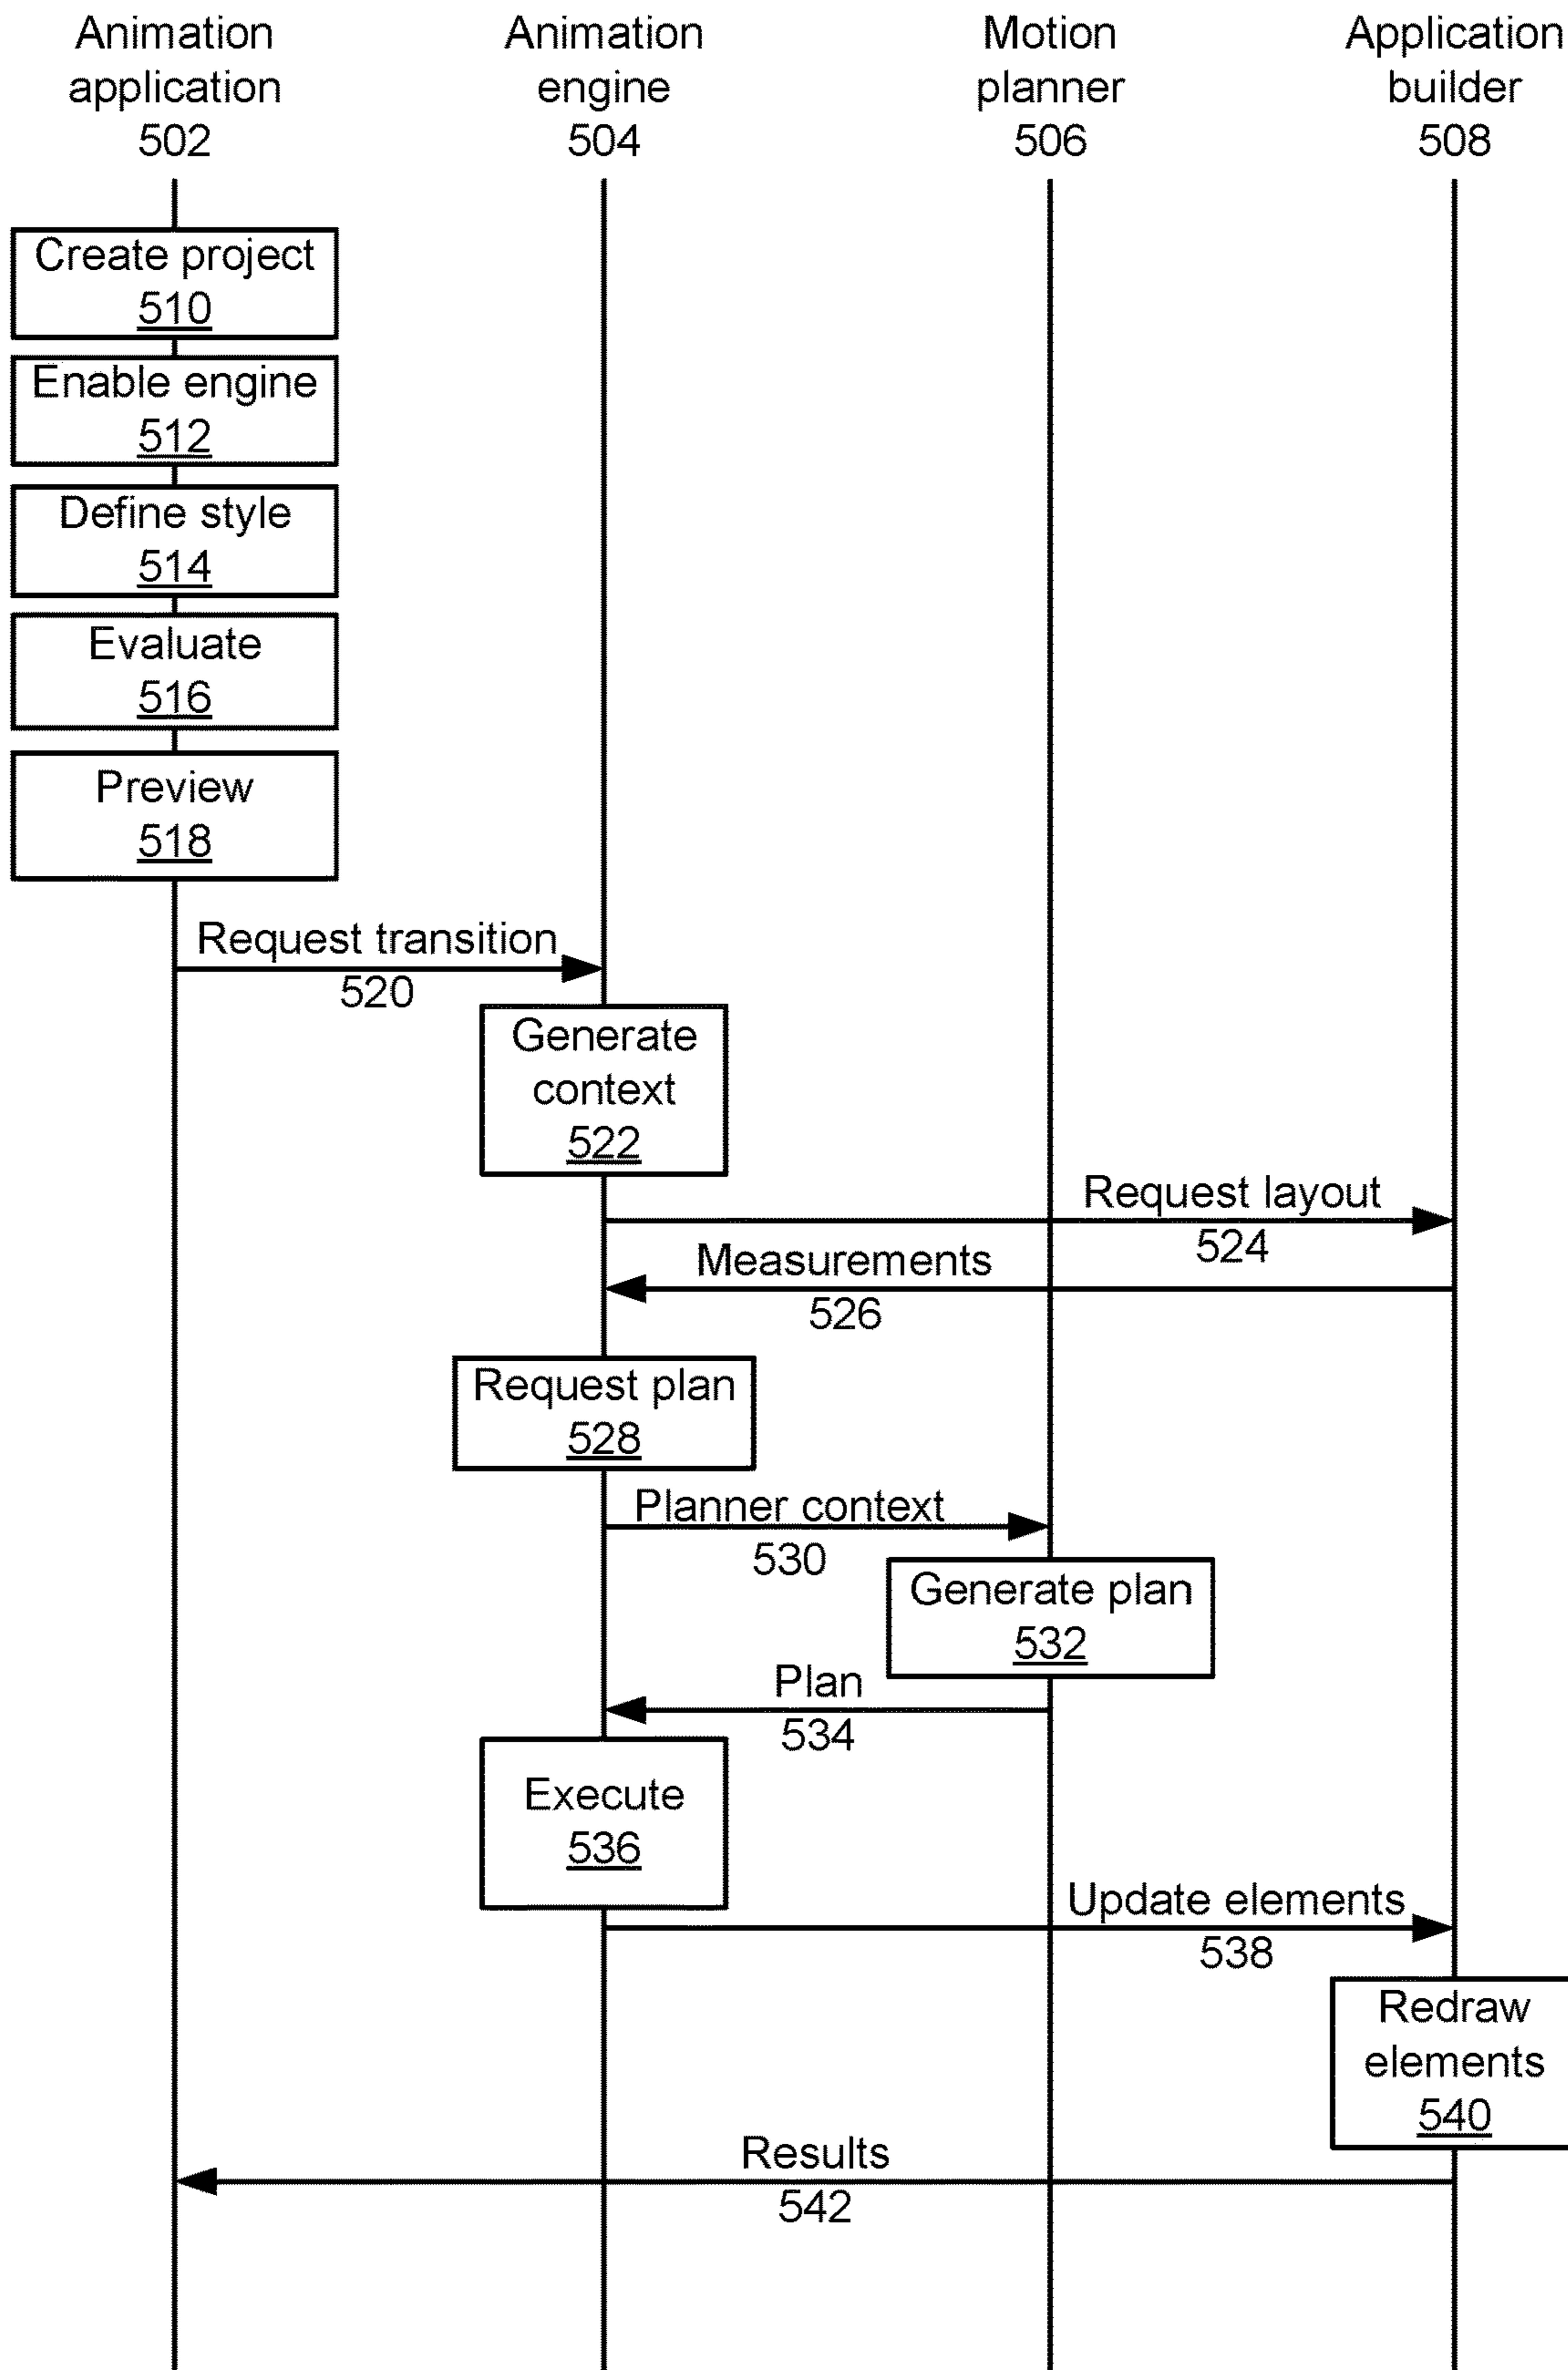 Animation
application
502
Animation
engine
504
Motion
planner
506
Application
builder
508
Create project
510
Enable engine
512
Define style
514
Evaluate
516
Preview
518
Request transition
520
Generate
context
522
Request layout
524
Measurements
526
Request plan
528
Planner context
530
Generate plan
532
Plan
534
Execute
536
Update elements
538
Redraw
elements
540
Results
542